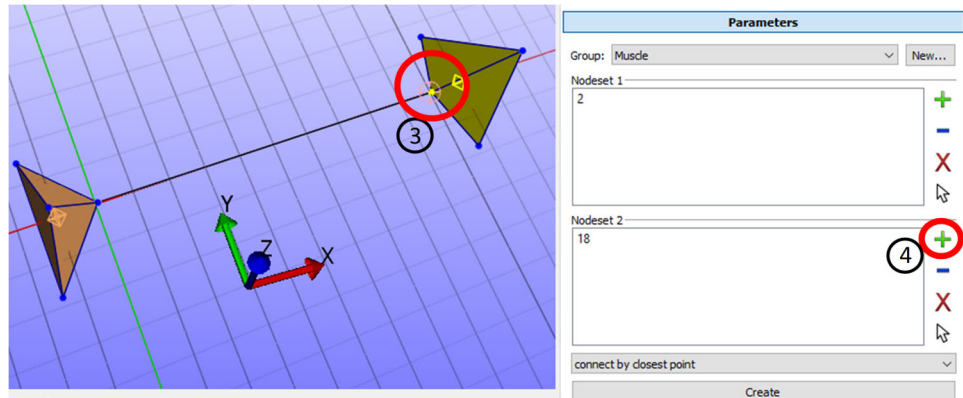 Parameters
Group: Muscle New...
Nodeset 1
2
3
Y
Z
X
Nodeset 2
18
4
connect by closest point
Create